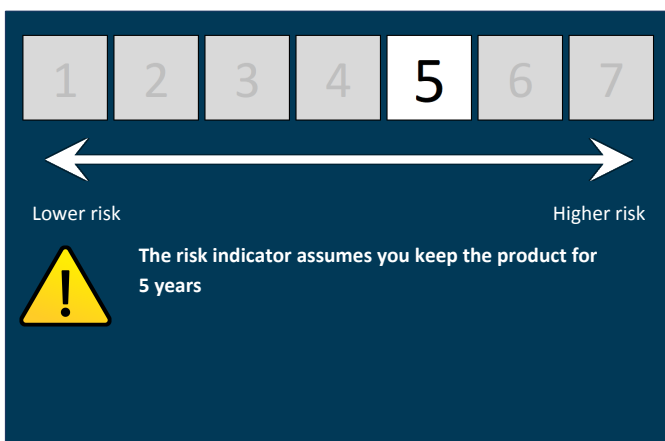 1 2 3 4 5 6 7
Lower risk Higher risk
! The risk indicator assumes you keep the product for
5 years